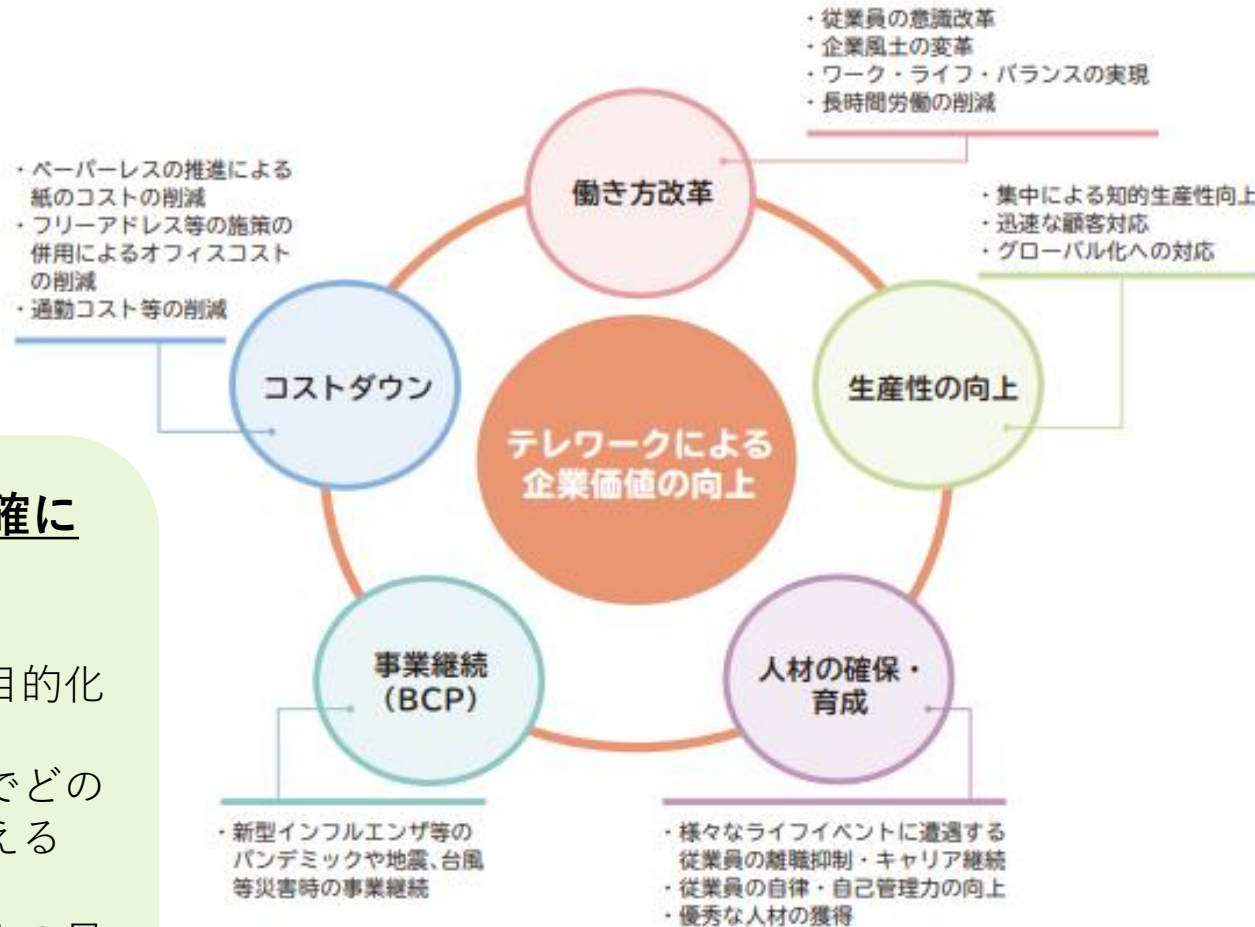 ・従業員の意識改革
・企業風土の変革
・ワーク・ライフ・バランスの実現
・長時間労働の削減
働き方改革
・ペーパーレスの推進による
紙のコストの削減
・フリーアドレス等の施策の
併用によるオフィスコスト
の削減
・通勤コスト等の削減
・集中による知的生産性向上
・迅速な顧客対応
・グローバル化への対応
コストダウン
生産性の向上
テレワークによる
企業価値の向上
確に
目的化
でどの
える
事業継続
（BCP）
人材の確保・
育成
・新型インフルエンザ等の
パンデミックや地震、台風
等災害時の事業継続
・様々なライフイベントに遭遇する
従業員の離職抑制・キャリア継続
・従業員の自律・自己管理力の向上
・優秀な人材の獲得